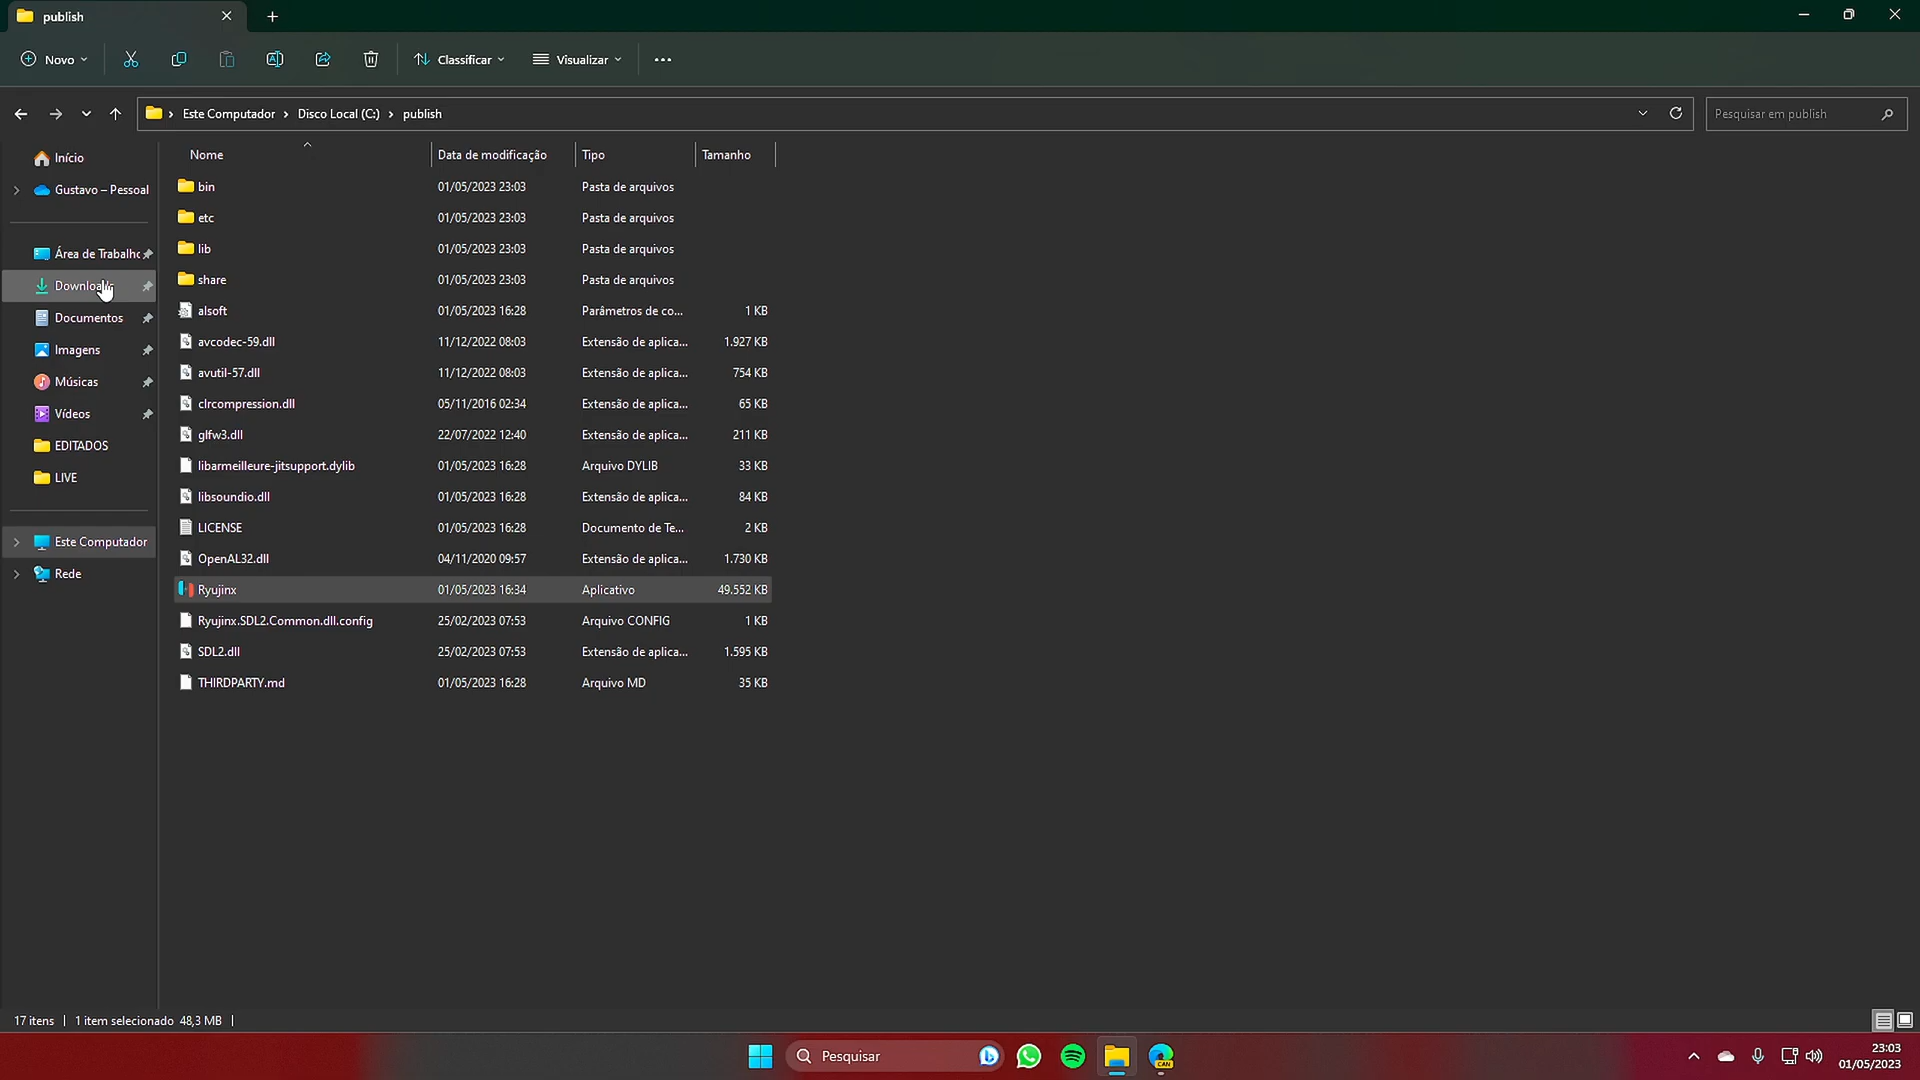 publish
Novo
Classificar
Visualizar
Este Computador
Disco Local (C:)
publish
Pesquisar em publish
Início
Gustavo – Pessoal
Área de Trabalho
Documentos
Imagens
Músicas
Vídeos
EDITADOS
LIVE
Este Computador
Rede
Nome Data de modificação Tipo Tamanho
bin 01/05/2023 23:03 Pasta de arquivos
etc 01/05/2023 23:03 Pasta de arquivos
lib 01/05/2023 23:03 Pasta de arquivos
share 01/05/2023 23:03 Pasta de arquivos
alsoft 01/05/2023 16:28 Parâmetros de co... 1 KB
avcodec-59.dll 11/12/2022 08:03 Extensão de aplica... 1.927 KB
avutil-57.dll 11/12/2022 08:03 Extensão de aplica... 754 KB
clrcompression.dll 05/11/2016 02:34 Extensão de aplica... 65 KB
glfw3.dll 22/07/2022 12:40 Extensão de aplica... 211 KB
libarmeilleure-jitsupport.dylib 01/05/2023 16:28 Arquivo DYLIB 33 KB
libsoundio.dll 01/05/2023 16:28 Extensão de aplica... 84 KB
LICENSE 01/05/2023 16:28 Documento de Te... 2 KB
OpenAL32.dll 04/11/2020 09:57 Extensão de aplica... 1.730 KB
Ryujinx 01/05/2023 16:34 Aplicativo 49.552 KB
Ryujinx.SDL2.Common.dll.config 25/02/2023 07:53 Arquivo CONFIG 1 KB
SDL2.dll 25/02/2023 07:53 Extensão de aplica... 1.595 KB
THIRDPARTY.md 01/05/2023 16:28 Arquivo MD 35 KB
17 itens
1 item selecionado 48,3 MB
Pesquisar
CAN
23:03
01/05/2023